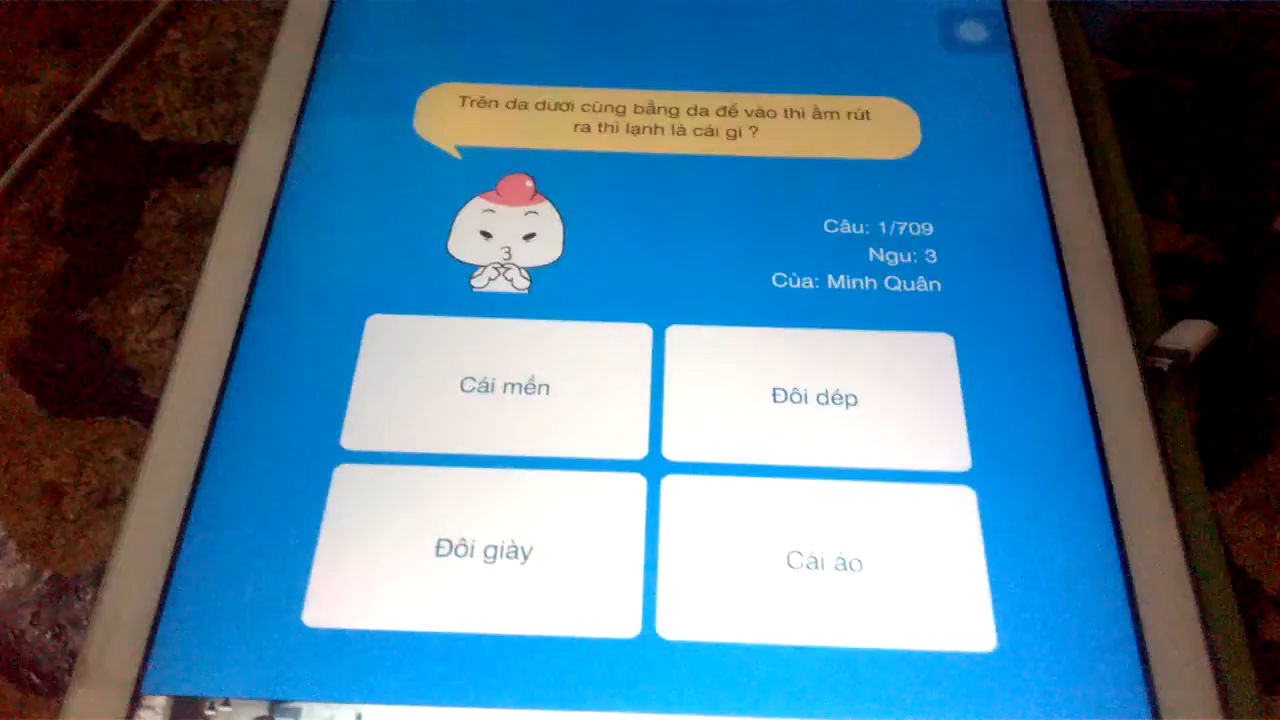 Trên da dưới cũng bằng da để vào thì ấm rút
ra thì lạnh là cái gì ?
Câu: 1/709
Ngu: 3
Của: Minh Quân
Cái mền
Đôi dép
Đôi giày
Cái áo